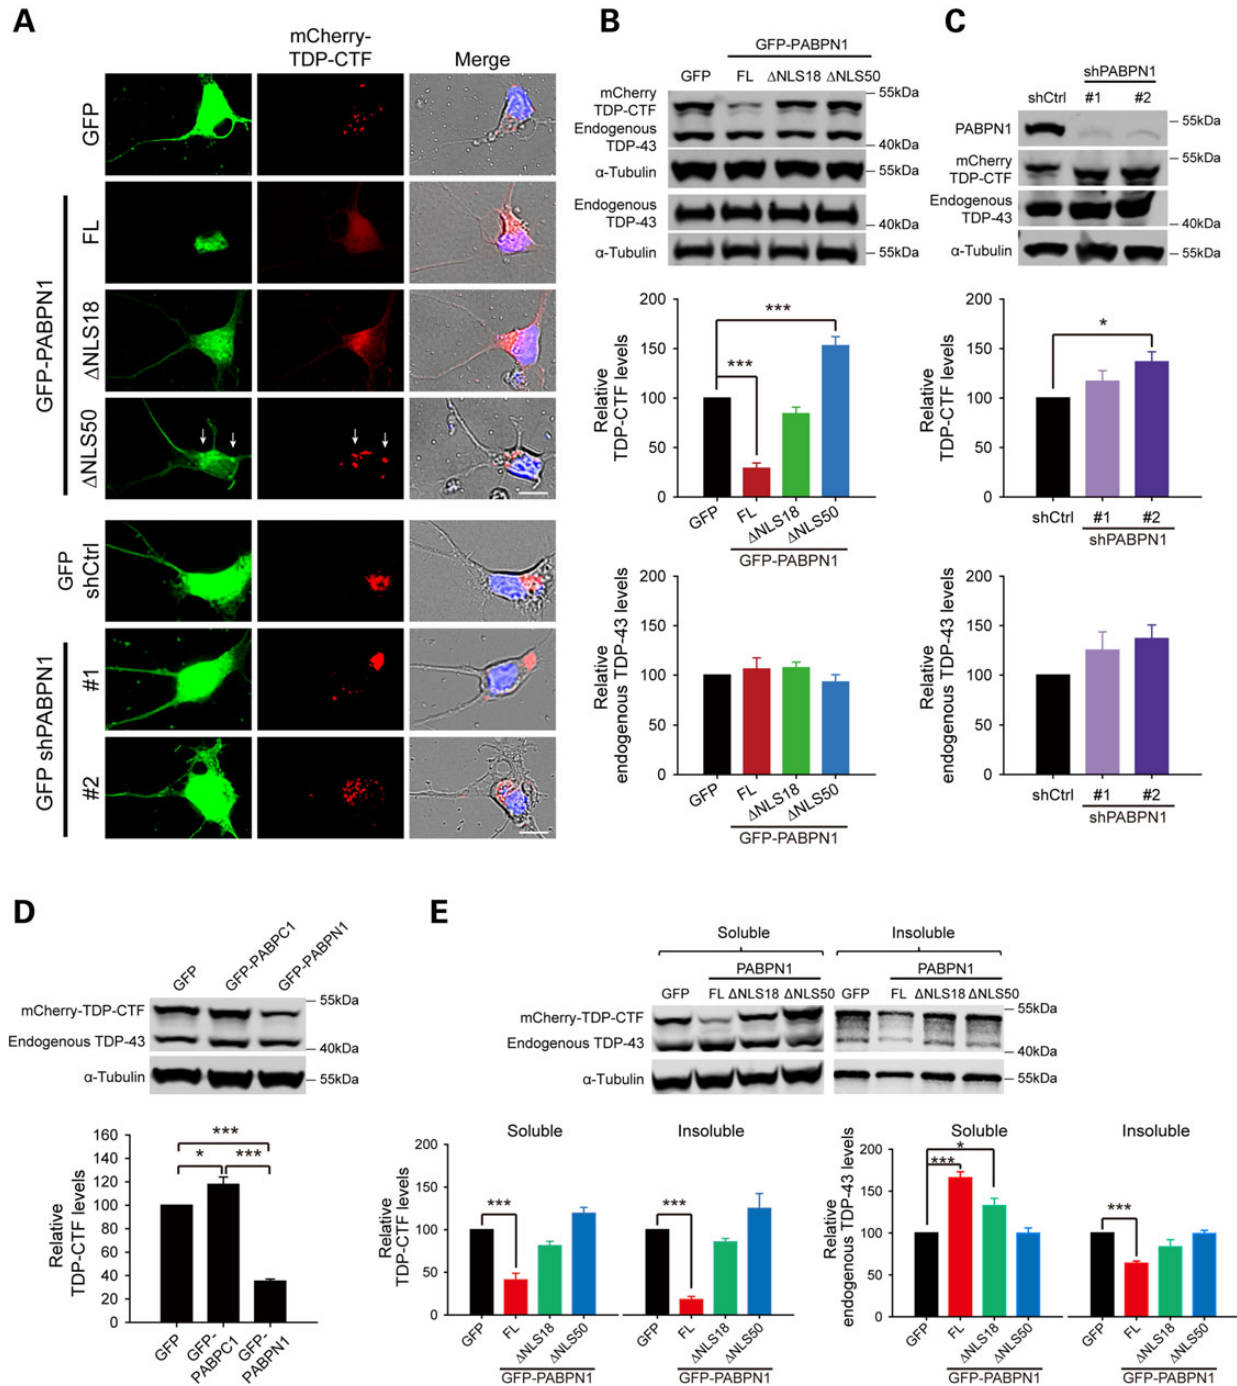 A
mCherry-
TDP-CTF
Merge
GFP
GFP-PABPN1
FL
ΔNLS18
ΔNLS50
GFP
shCtrl
GFP shPABPN1
#1
#2
B
GFP-PABPN1
GFP FL ΔNLS18 ΔNLS50
mCherry
TDP-CTF
Endogenous
TDP-43
α-Tubulin
Endogenous
TDP-43
α-Tubulin
55kDa
40kDa
55kDa
40kDa
55kDa
Relative
TDP-CTF levels
200
150
100
50
0
***
***
GFP FL ΔNLS18 ΔNLS50
GFP-PABPN1
Relative
endogenous TDP-43 levels
200
150
100
50
0
GFP FL ΔNLS18 ΔNLS50
GFP-PABPN1
C
shPABPN1
shCtrl #1 #2
PABPN1
mCherry
TDP-CTF
Endogenous
TDP-43
α-Tubulin
55kDa
55kDa
40kDa
55kDa
Relative
TDP-CTF levels
200
150
100
50
0
*
shCtrl #1 #2
shPABPN1
Relative
endogenous TDP-43 levels
200
150
100
50
0
shCtrl #1 #2
shPABPN1
D
GFP GFP-PABPC1 GFP-PABPN1
mCherry-TDP-CTF
Endogenous TDP-43
α-Tubulin
55kDa
40kDa
55kDa
Relative
TDP-CTF levels
160
140
120
100
80
60
40
20
0
***
* ***
GFP GFP-PABPC1 GFP-PABPN1
E
Soluble Insoluble
PABPN1 PABPN1
GFP FL ΔNLS18 ΔNLS50 GFP FL ΔNLS18 ΔNLS50
mCherry-TDP-CTF
Endogenous TDP-43
α-Tubulin
55kDa
40kDa
55kDa
Relative
TDP-CTF levels
200
150
100
50
0
Soluble Insoluble
*** ***
GFP FL ΔNLS18 ΔNLS50 GFP FL ΔNLS18 ΔNLS50
GFP-PABPN1 GFP-PABPN1
Relative
endogenous TDP-43 levels
200
150
100
50
0
Soluble Insoluble
*
*** ***
GFP FL ΔNLS18 ΔNLS50 GFP FL ΔNLS18 ΔNLS50
GFP-PABPN1 GFP-PABPN1